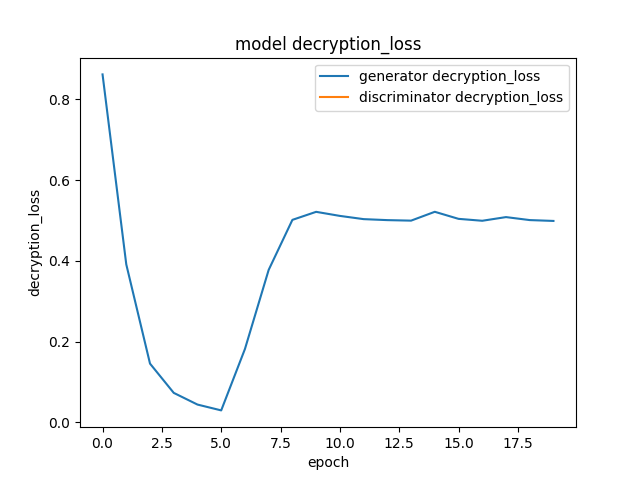 model decryption_loss
generator decryption_loss
discriminator decryption_loss
decryption_loss
0.8
0.6
0.4
0.2
0.0
0.0 2.5 5.0 7.5 10.0 12.5 15.0 17.5
epoch